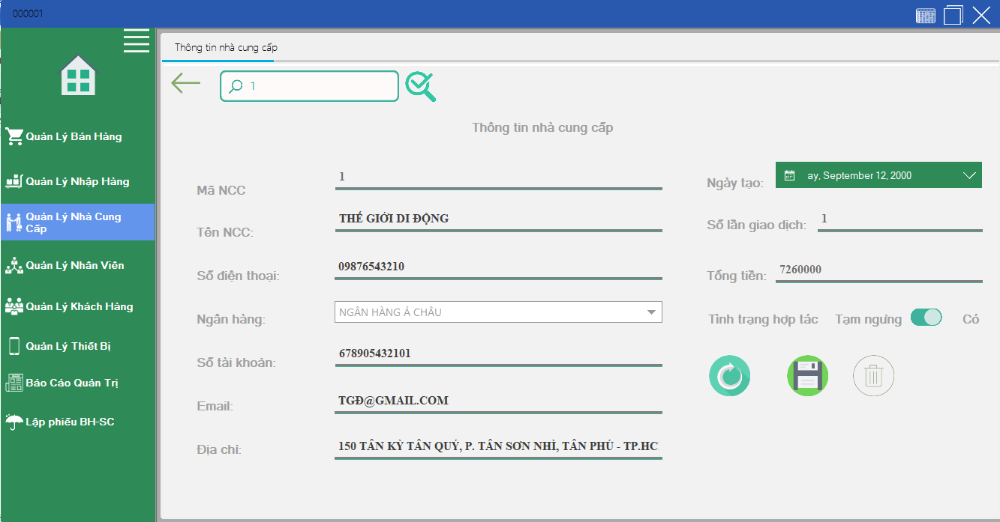 000001
Thông tin nhà cung cấp
1
Thông tin nhà cung cấp
Quản Lý Bán Hàng
Quản Lý Nhập Hàng
Quản Lý Nhà Cung
Cấp
Quản Lý Nhân Viên
Quản Lý Khách Hàng
Quản Lý Thiết Bị
Báo Cáo Quản Trị
Lập phiếu BH-SC
Mã NCC
1
Tên NCC:
THẾ GIỚI DI ĐỘNG
Số điện thoại:
09876543210
Ngân hàng:
NGÂN HÀNG Á CHÂU
Số tài khoản:
678905432101
Email:
TGĐ@GMAIL.COM
Địa chỉ:
150 TÂN KỲ TÂN QUÝ, P. TÂN SƠN NHÌ, TÂN PHÚ - TP.HC
Ngày tạo:
ay, September 12, 2000
Số lần giao dịch:
1
Tổng tiền:
7260000
Tình trạng hợp tác Tạm ngưng Có